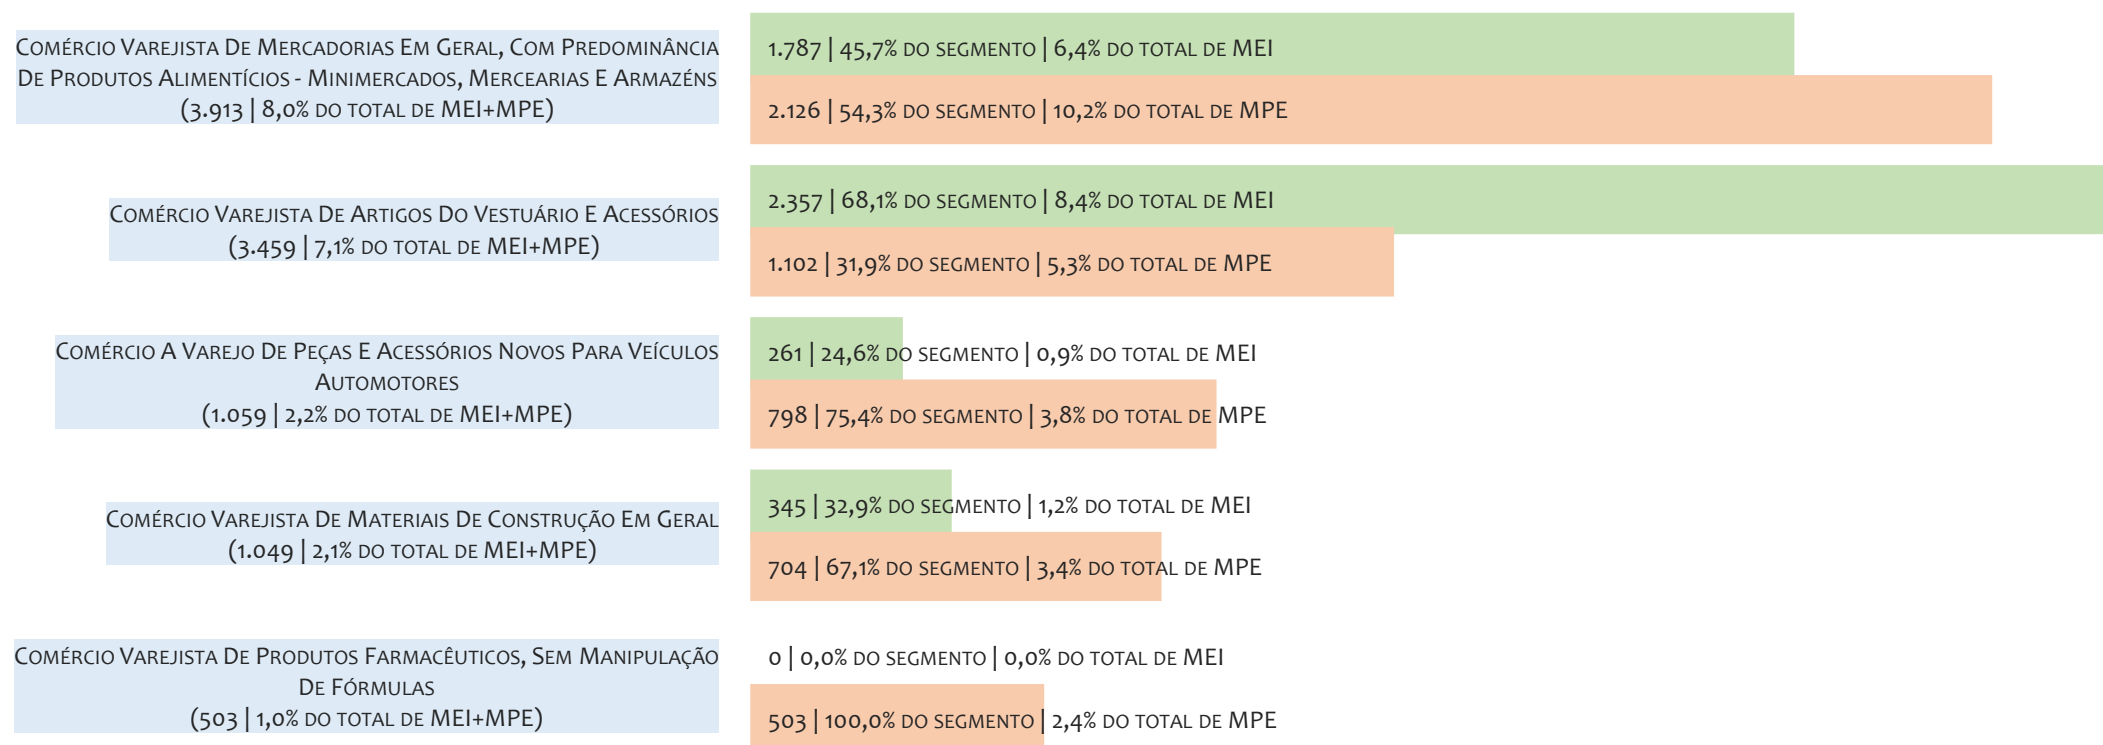 Comércio Varejista De Mercadorias Em Geral, Com Predominância
De Produtos Alimentícios - Minimercados, Mercearias E Armazéns
(3.913 | 8,0% do total de MEI+MPE)
1.787 | 45,7% do segmento | 6,4% do total de MEI
2.126 | 54,3% do segmento | 10,2% do total de MPE
Comércio Varejista De Artigos Do Vestuário E Acessórios
(3.459 | 7,1% do total de MEI+MPE)
2.357 | 68,1% do segmento | 8,4% do total de MEI
1.102 | 31,9% do segmento | 5,3% do total de MPE
Comércio A Varejo De Peças E Acessórios Novos Para Veículos
Automotores
(1.059 | 2,2% do total de MEI+MPE)
261 | 24,6% do segmento | 0,9% do total de MEI
798 | 75,4% do segmento | 3,8% do total de MPE
Comércio Varejista De Materiais De Construção Em Geral
(1.049 | 2,1% do total de MEI+MPE)
345 | 32,9% do segmento | 1,2% do total de MEI
704 | 67,1% do segmento | 3,4% do total de MPE
Comércio Varejista De Produtos Farmacêuticos, Sem Manipulação
De Fórmulas
(503 | 1,0% do total de MEI+MPE)
0 | 0,0% do segmento | 0,0% do total de MEI
503 | 100,0% do segmento | 2,4% do total de MPE